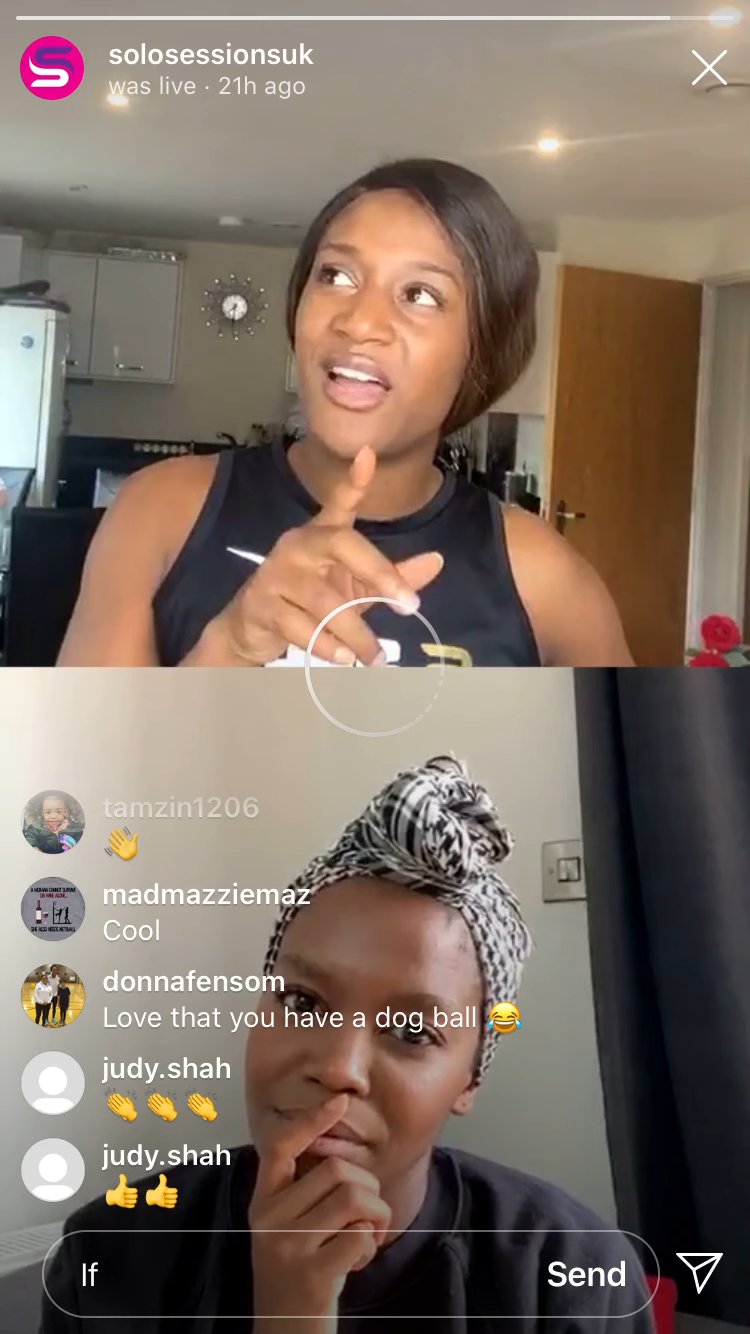 solosessionsuk
was live · 21h ago
tamzin1206
👋
madmazziemaz
Cool
donnafensom
Love that you have a dog ball 😂
judy.shah
👏👏👏
judy.shah
👍👍
If
Send